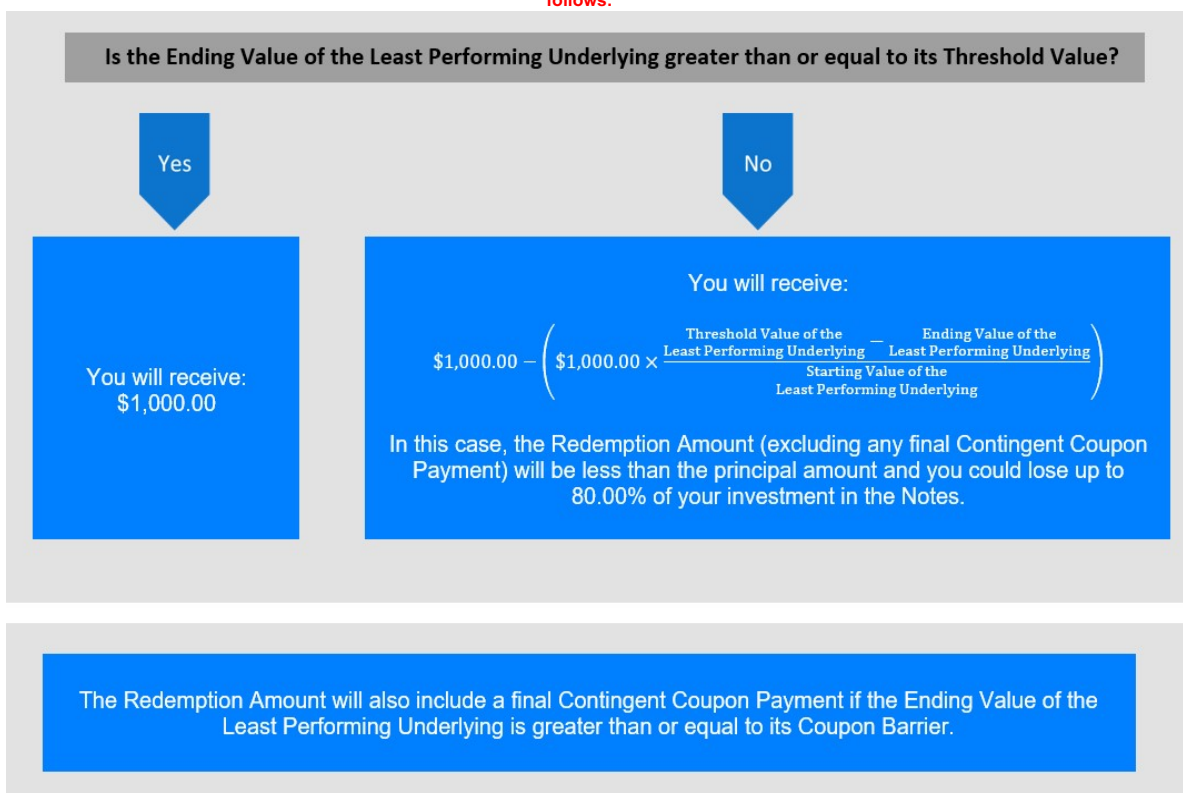 follows:
Is the Ending Value of the Least Performing Underlying greater than or equal to its Threshold Value?
Yes
No
You will receive:
$1,000.00
You will receive:
$1,000.00 − ($1,000.00 × (Threshold Value of the Least Performing Underlying − Ending Value of the Least Performing Underlying) / Starting Value of the Least Performing Underlying)
In this case, the Redemption Amount (excluding any final Contingent Coupon
Payment) will be less than the principal amount and you could lose up to
80.00% of your investment in the Notes.
The Redemption Amount will also include a final Contingent Coupon Payment if the Ending Value of the
Least Performing Underlying is greater than or equal to its Coupon Barrier.